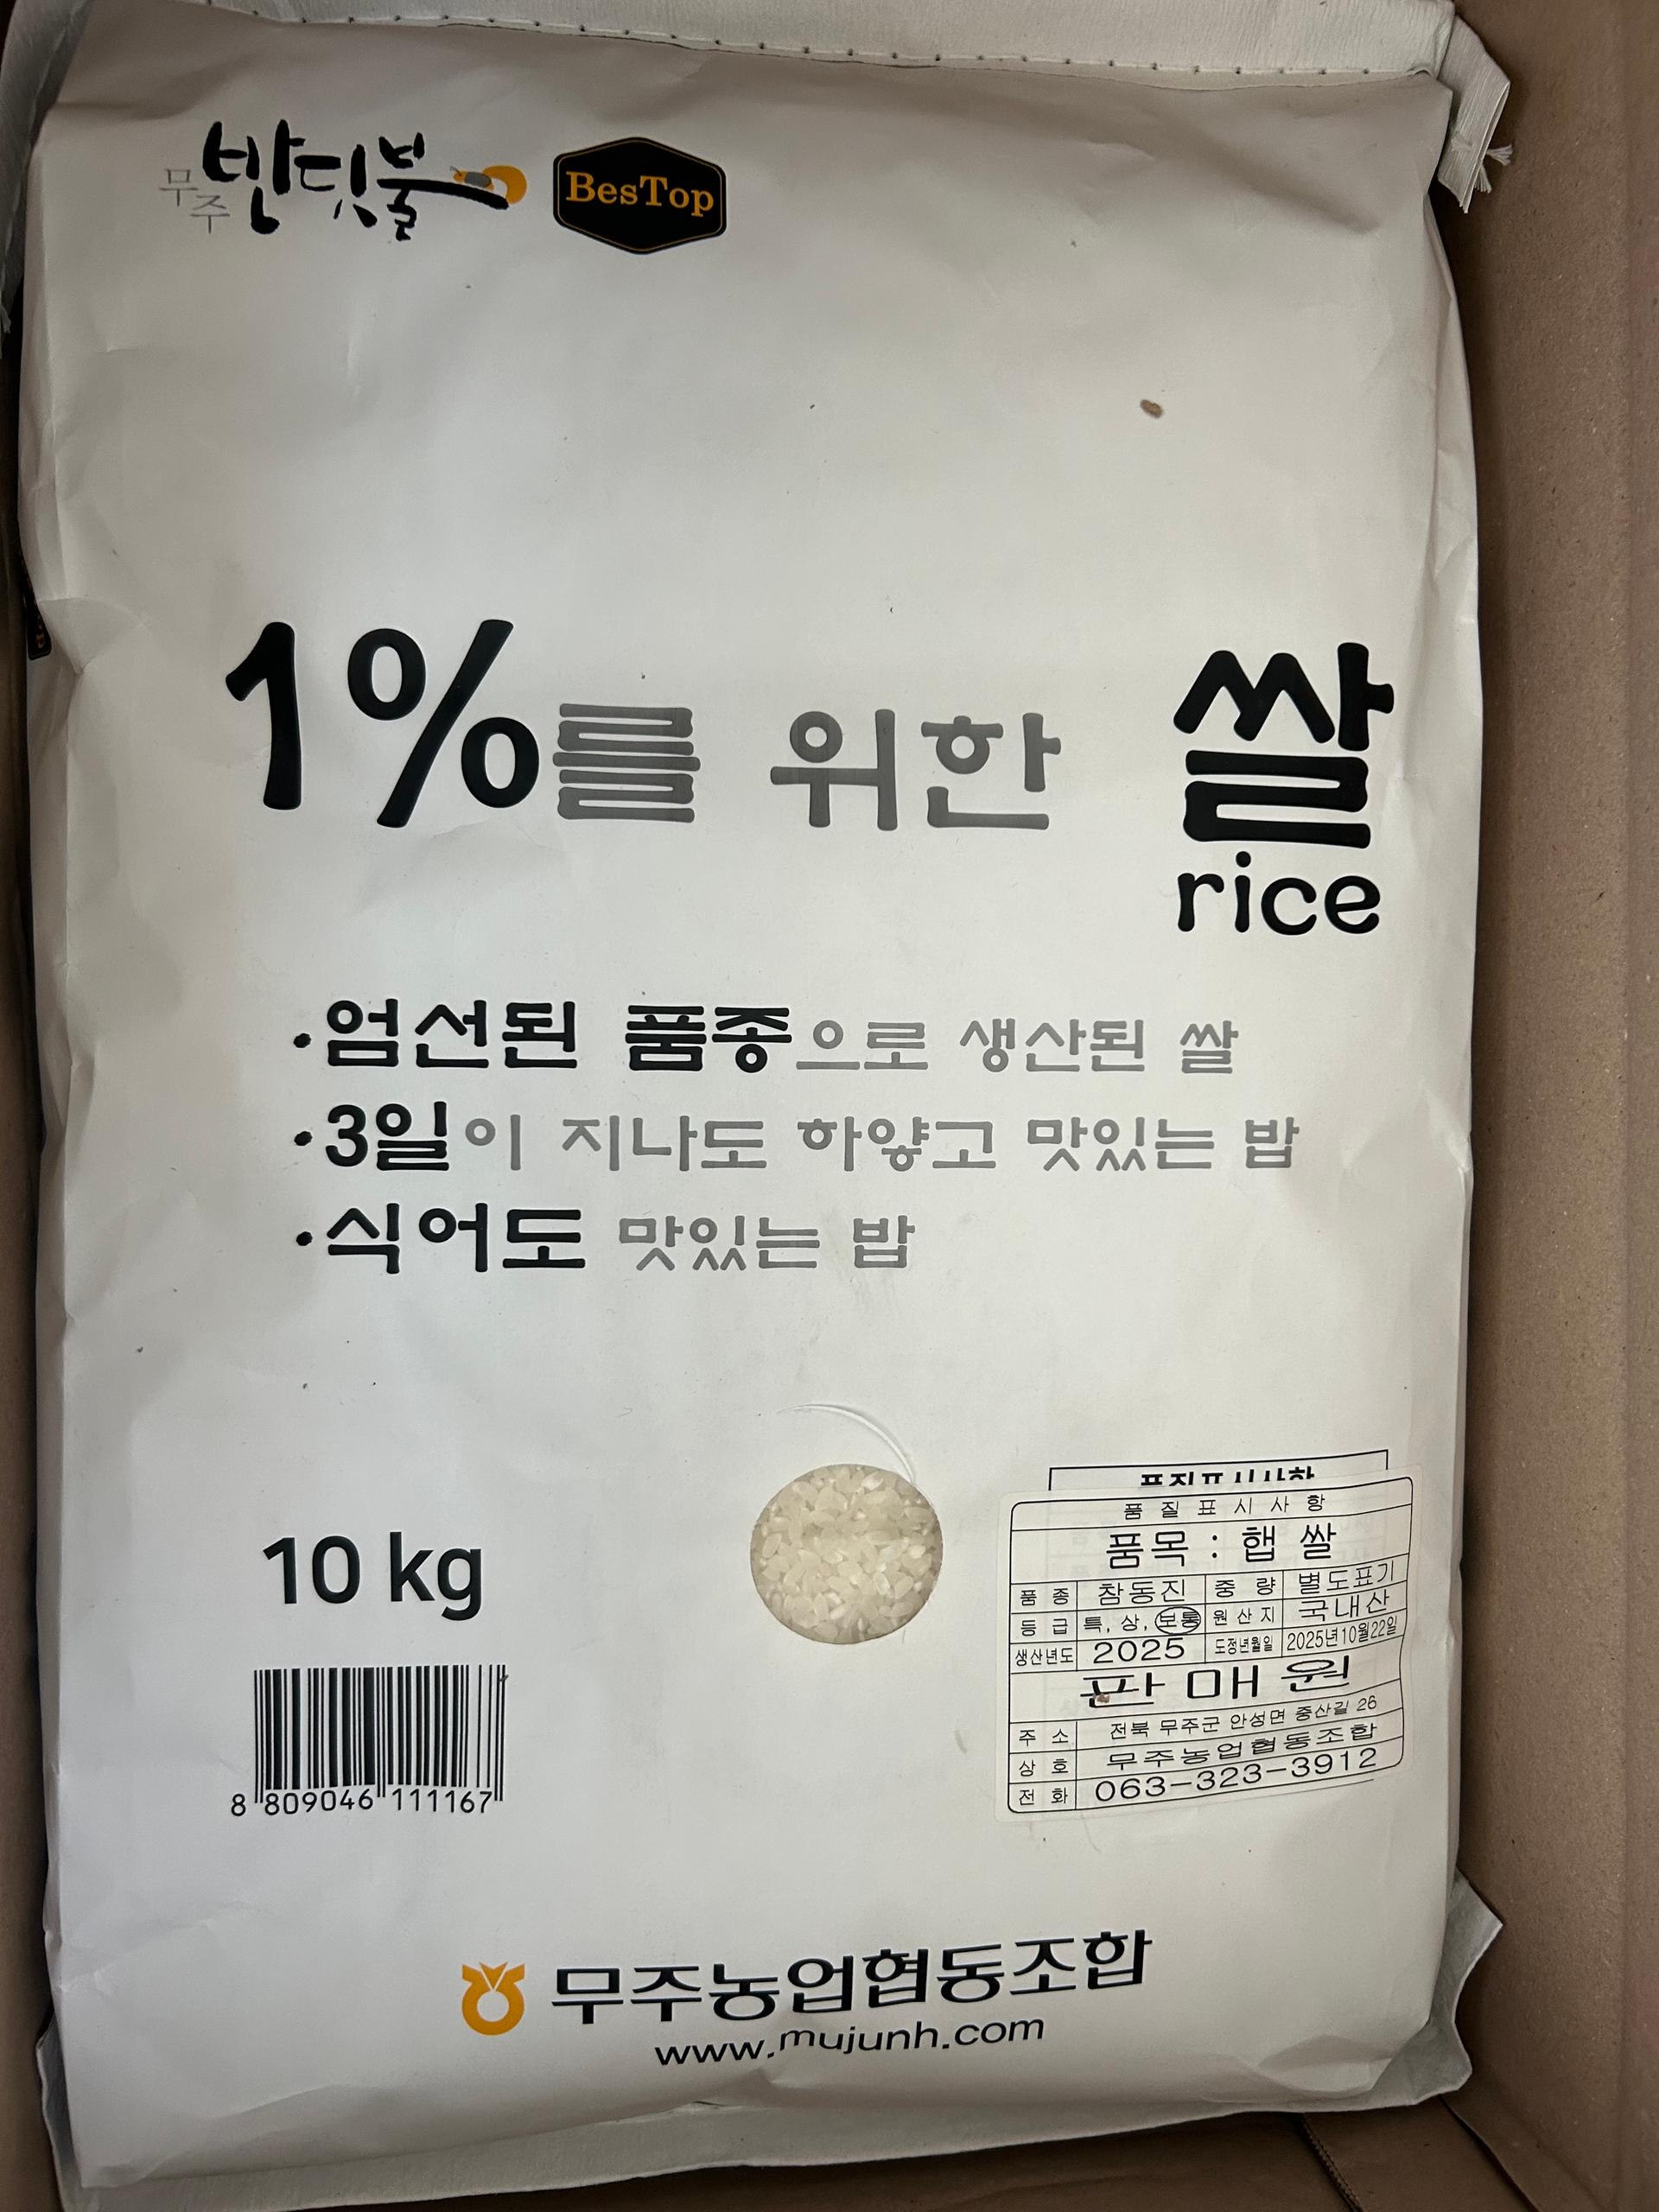 무주 반딧불 BesTop
1%를 위한 쌀
rice
·엄선된 품종으로 생산된 쌀
·3일이 지나도 하얗고 맛있는 밥
·식어도 맛있는 밥
10 kg
8 809046 111167
품질표시사항
품 질 표 시 사 항
품목 : 햅 쌀
품 종 참동진 중 량 별도표기
등 급 특, 상, 보통 원 산 지 국내산
생산년도 2025 도정년월일 2025년10월22일
판 매 원
주 소 전북 무주군 안성면 중산길 26
상 호 무주농업협동조합
전 화 063-323-3912
무주농업협동조합
www.mujunh.com